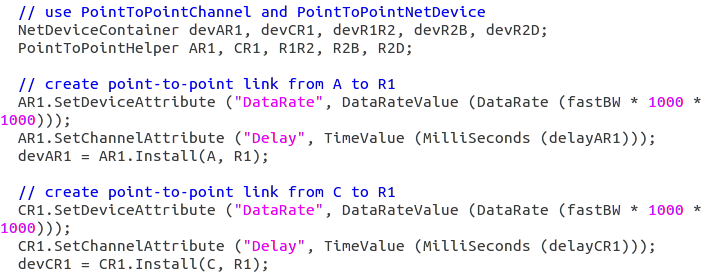 // use PointToPointChannel and PointToPointNetDevice
NetDeviceContainer devAR1, devCR1, devR1R2, devR2B, devR2D;
PointToPointHelper AR1, CR1, R1R2, R2B, R2D;
// create point-to-point link from A to R1
AR1.SetDeviceAttribute ("DataRate", DataRateValue (DataRate (fastBW * 1000 *
1000)));
AR1.SetChannelAttribute ("Delay", TimeValue (MilliSeconds (delayAR1)));
devAR1 = AR1.Install(A, R1);
// create point-to-point link from C to R1
CR1.SetDeviceAttribute ("DataRate", DataRateValue (DataRate (fastBW * 1000 *
1000)));
CR1.SetChannelAttribute ("Delay", TimeValue (MilliSeconds (delayCR1)));
devCR1 = CR1.Install(C, R1);